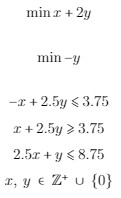 min x + 2y
min −y
−x + 2.5y ⩽ 3.75
x + 2.5y ⩾ 3.75
2.5x + y ⩽ 8.75
x, y ϵ ℤ⁺ ∪ {0}